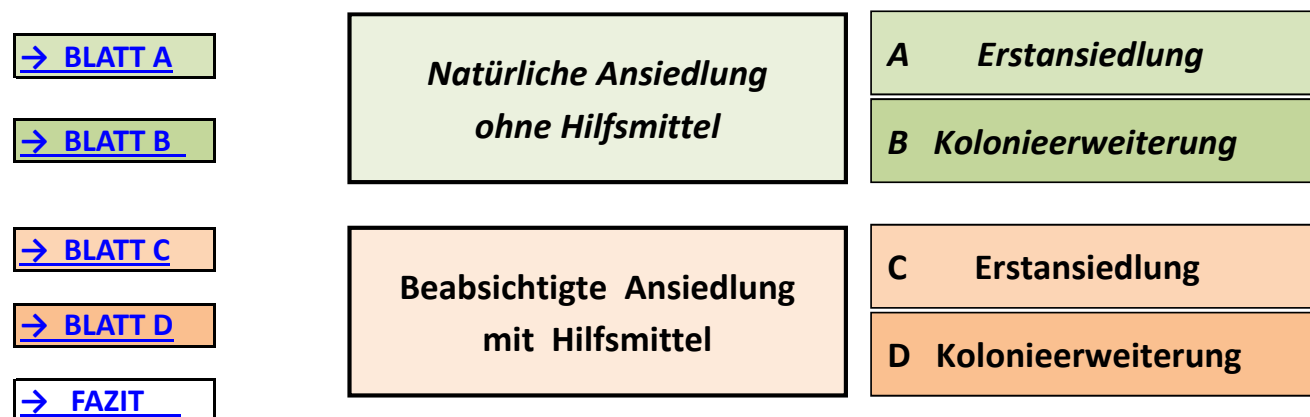 → BLATT A
→ BLATT B
→ BLATT C
→ BLATT D
→ FAZIT
Natürliche Ansiedlung
ohne Hilfsmittel
A Erstansiedlung
B Kolonieerweiterung
Beabsichtigte Ansiedlung
mit Hilfsmittel
C Erstansiedlung
D Kolonieerweiterung